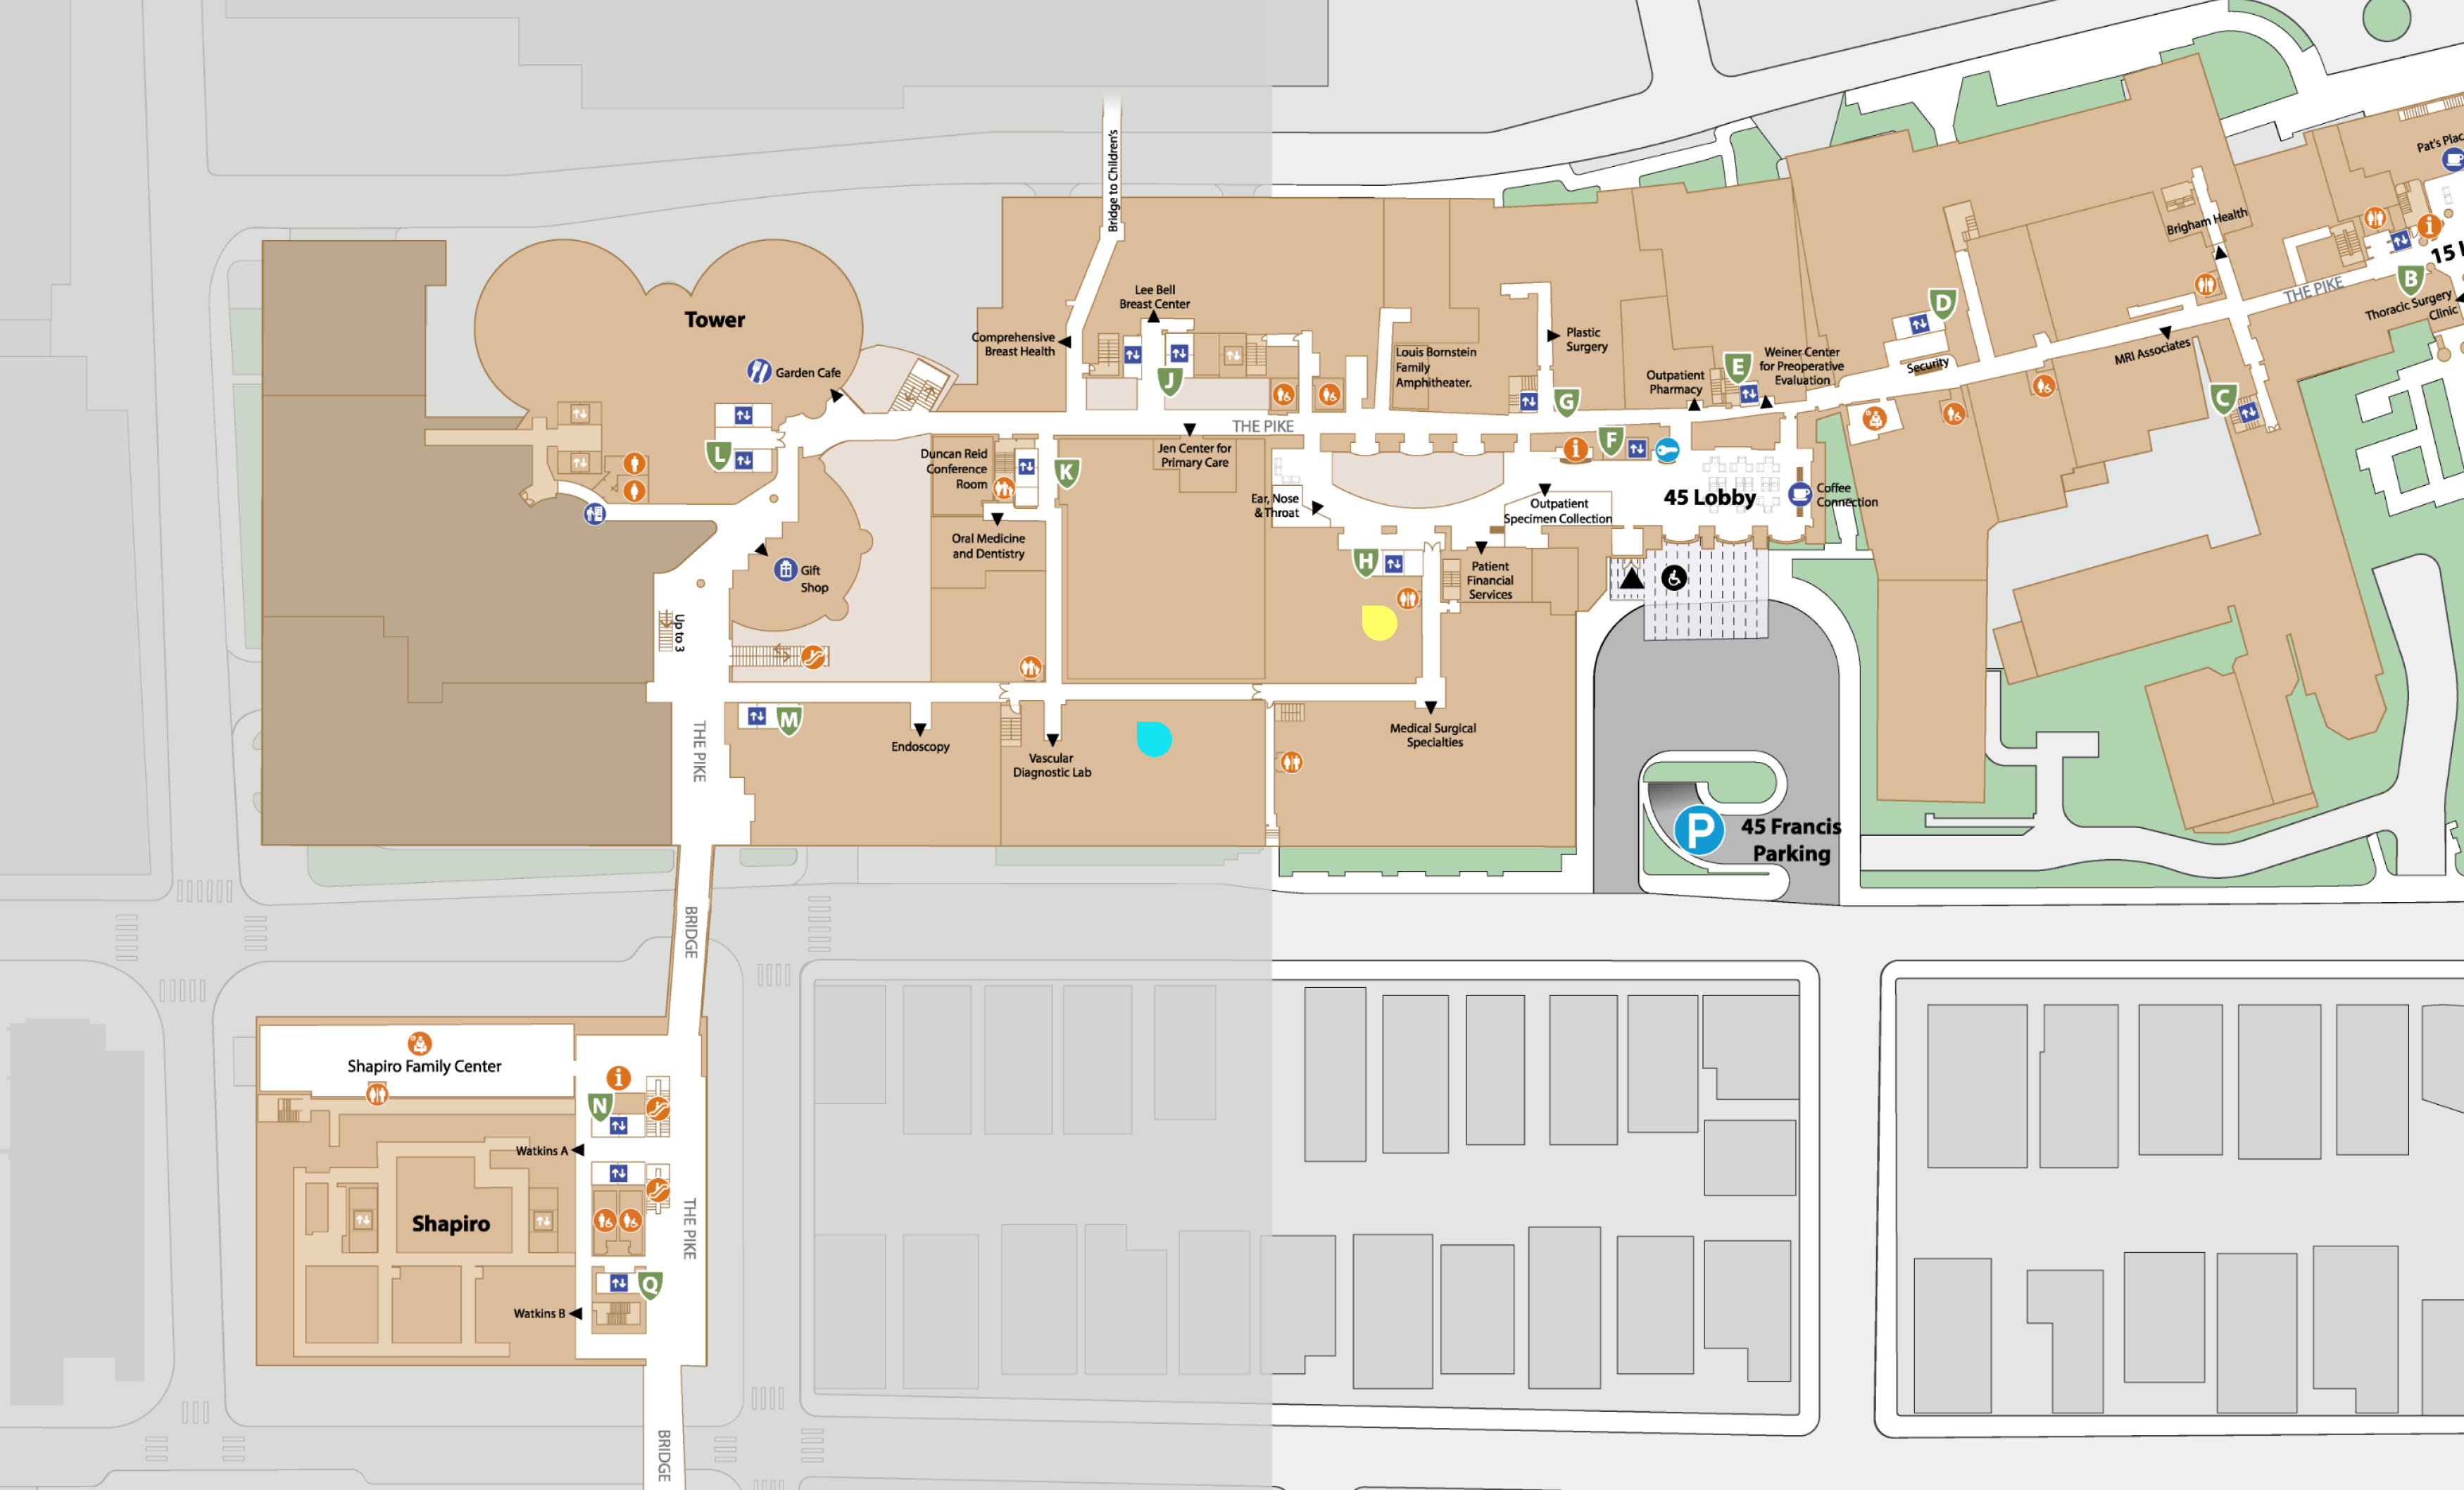 Bridge to Children's
Tower
Garden Cafe
Lee Bell
Breast Center
Comprehensive
Breast Health
J
Louis Bornstein
Family
Amphitheater.
Plastic
Surgery
G
Outpatient
Pharmacy
E
Weiner Center
for Preoperative
Evaluation
D
Security
Brigham Health
Pat's Plac
i
15
B
THE PIKE
Thoracic Surgery
Clinic
MRI Associates
C
THE PIKE
L
Duncan Reid
Conference
Room
K
Jen Center for
Primary Care
i
F
45 Lobby
Coffee
Connection
Ear, Nose
& Throat
Outpatient
Specimen Collection
Oral Medicine
and Dentistry
Gift
Shop
H
Patient
Financial
Services
Up to 3
THE PIKE
M
Endoscopy
Vascular
Diagnostic Lab
Medical Surgical
Specialties
P
45 Francis
Parking
BRIDGE
Shapiro Family Center
i
N
Watkins A
Shapiro
THE PIKE
Q
Watkins B
BRIDGE